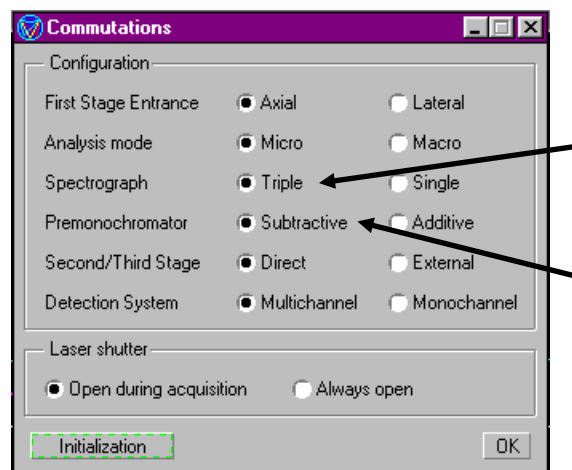 Commutations
Configuration
First Stage Entrance Axial Lateral
Analysis mode Micro Macro
Spectrograph Triple Single
Premonochromator Subtractive Additive
Second/Third Stage Direct External
Detection System Multichannel Monochannel
Laser shutter
Open during acquisition Always open
Initialization OK